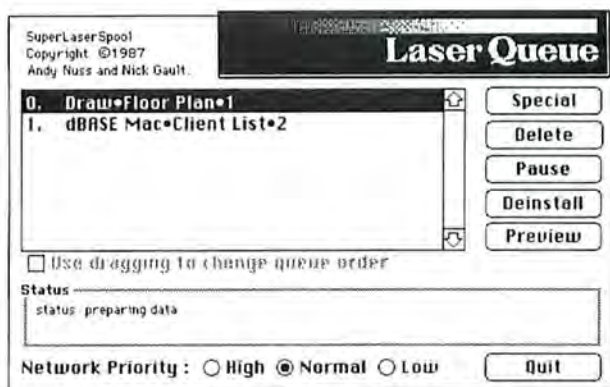 SuperLaserSpool
Copyright ©1987
Andy Nuss and Nick Gault.
Laser Queue
0. Draw•Floor Plan•1
1. dBASE Mac•Client List•2
Special
Delete
Pause
Deinstall
Preview
Use dragging to change queue order
Status
status: preparing data
Network Priority : High Normal Low
Quit